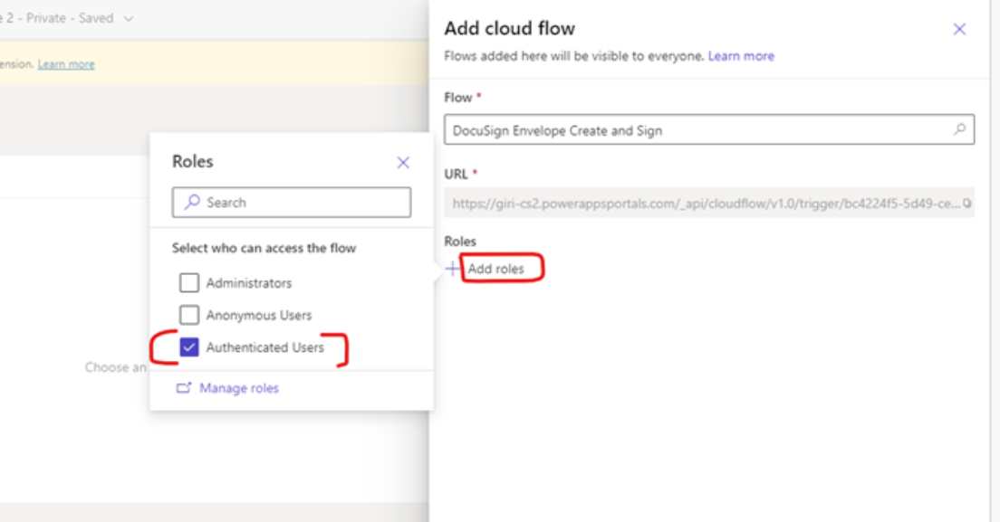 e 2 - Private - Saved
ension. Learn more
Choose an
Roles
Search
Select who can access the flow
Administrators
Anonymous Users
Authenticated Users
Manage roles
Add cloud flow
Flows added here will be visible to everyone. Learn more
Flow *
DocuSign Envelope Create and Sign
URL *
https://giri-cs2.powerappsportals.com/_api/cloudflow/v1.0/trigger/bc4224f5-5d49-ce...
Roles
Add roles